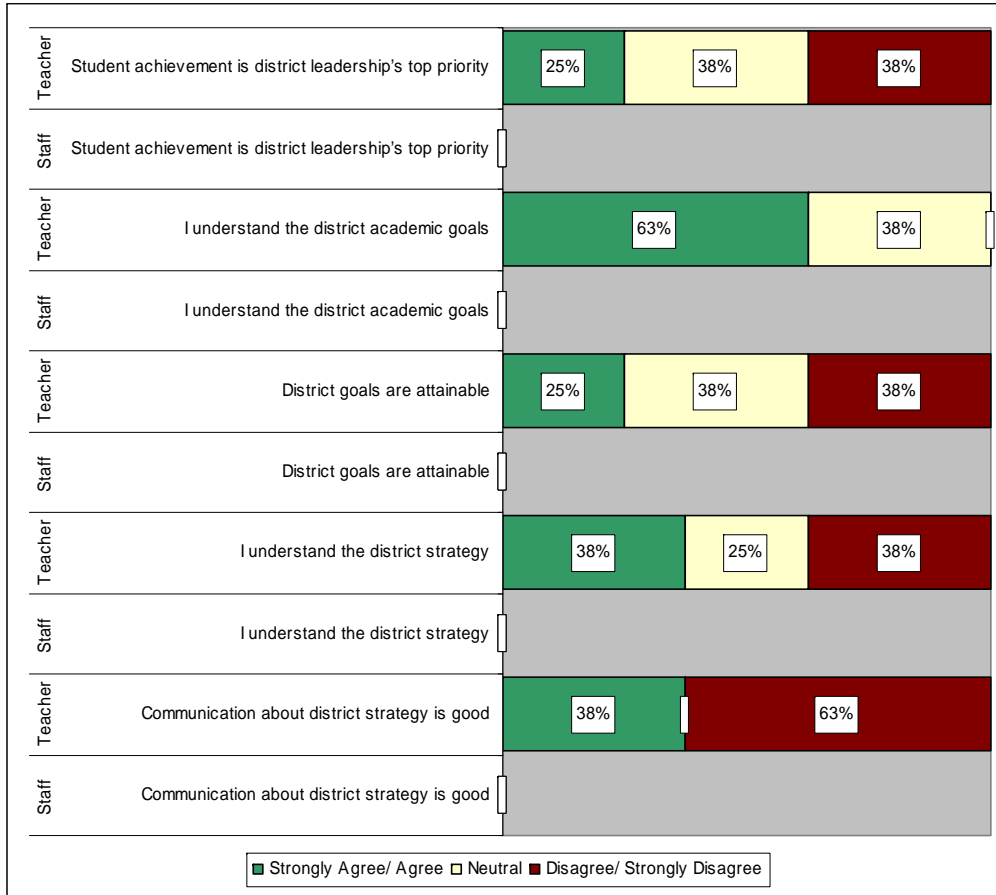 Teacher
Student achievement is district leadership's top priority
25% 38% 38%
Staff
Student achievement is district leadership's top priority
Teacher
I understand the district academic goals
63% 38%
Staff
I understand the district academic goals
Teacher
District goals are attainable
25% 38% 38%
Staff
District goals are attainable
Teacher
I understand the district strategy
38% 25% 38%
Staff
I understand the district strategy
Teacher
Communication about district strategy is good
38% 63%
Staff
Communication about district strategy is good
Strongly Agree/ Agree Neutral Disagree/ Strongly Disagree